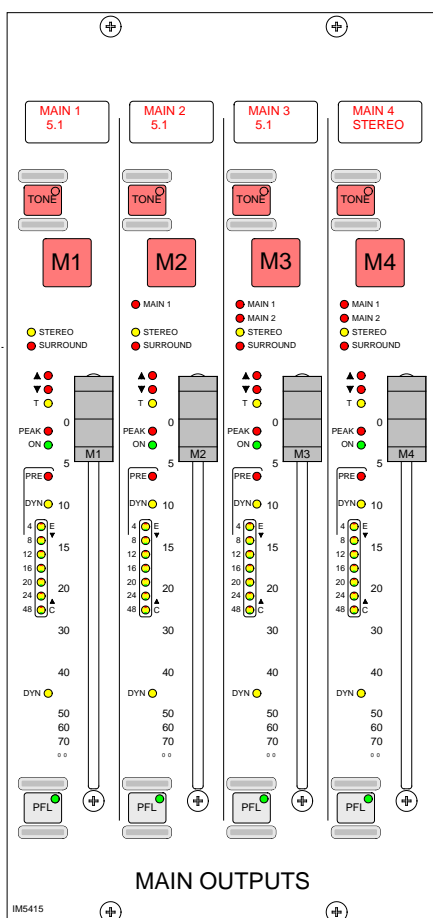 MAIN 1 MAIN 2 MAIN 3 MAIN 4
5.1 5.1 5.1 STEREO
TONE TONE TONE TONE
M1 M2 M3 M4
MAIN 1 MAIN 1 MAIN 1
MAIN 2 MAIN 2
STEREO STEREO STEREO STEREO
SURROUND SURROUND SURROUND SURROUND
▲ ▲ ▲ ▲
▼ ▼ ▼ ▼
T T T T
0 0 0 0
PEAK PEAK PEAK PEAK
ON ON ON ON
M1 M2 M3 M4
5 5 5 5
PRE PRE PRE PRE
DYN 10 DYN 10 DYN 10 DYN 10
4 E 4 E 4 E 4 E
8 ▼ 8 ▼ 8 ▼ 8 ▼
12 15 12 15 12 15 12 15
16 16 16 16
20 20 20 20 20 20 20 20
24 ▲ 24 ▲ 24 ▲ 24 ▲
48 C 48 C 48 C 48 C
30 30 30 30
40 40 40 40
DYN DYN DYN DYN
50 50 50 50
60 60 60 60
70 70 70 70
oo oo oo oo
PFL PFL PFL PFL
MAIN OUTPUTS
IM5415